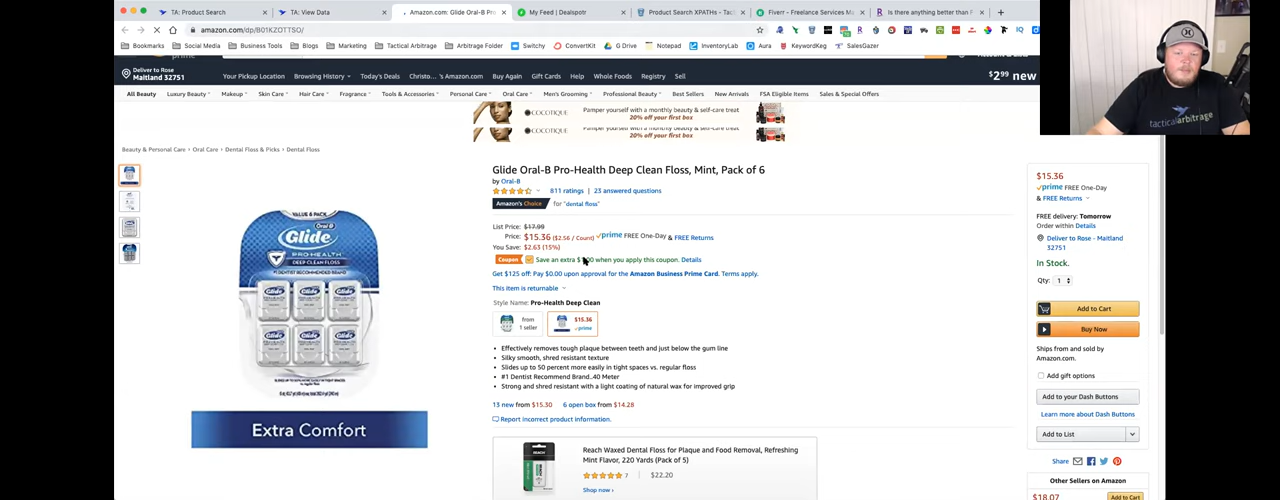 TA: Product Search
TA: View Data
Amazon.com: Glide Oral-B Pro
My Feed | Dealspotr
Product Search XPATHs - Tac
Fiverr - Freelance Services M
Is there anything better than F
amazon.com/dp/B01KZOTTSO/
Bookmarks
Social Media
Business Tools
Blogs
Marketing
Tactical Arbitrage
Arbitrage Folder
Switchy
ConvertKit
G Drive
Notepad
InventoryLab
Aura
KeywordKeg
SalesGazer
Deliver to Rose
Maitland 32751
Your Pickup Location
Browsing History
Today's Deals
Christo... 's Amazon.com
Buy Again
Gift Cards
Help
Whole Foods
Registry
Sell
$2.99 new
All Beauty
Luxury Beauty
Makeup
Skin Care
Hair Care
Fragrance
Tools & Accessories
Personal Care
Oral Care
Men's Grooming
Professional Beauty
Best Sellers
New Arrivals
FSA Eligible Items
Sales & Special Offers
COCOTIQUE
Pamper yourself with a monthly beauty & self-care treat
20% off your first box
COCOTIQUE
Pamper yourself with a monthly beauty & self-care treat
20% off your first box
tacticalarbitrage
Beauty & Personal Care › Oral Care › Dental Floss & Picks › Dental Floss
Glide Oral-B Pro-Health Deep Clean Floss, Mint, Pack of 6
by Oral-B
811 ratings | 23 answered questions
Amazon's Choice for "dental floss"
List Price: $17.99
Price: $15.36 ($2.56 / Count) prime FREE One-Day & FREE Returns
You Save: $2.63 (15%)
Coupon Save an extra when you apply this coupon. Details
Get $125 off: Pay $0.00 upon approval for the Amazon Business Prime Card. Terms apply.
This item is returnable
Style Name: Pro-Health Deep Clean
from
1 seller
$15.36
prime
• Effectively removes tough plaque between teeth and just below the gum line
• Silky smooth, shred resistant texture
• Slides up to 50 percent more easily in tight spaces vs. regular floss
• #1 Dentist Recommend Brand..40 Meter
• Strong and shred resistant with a light coating of natural wax for improved grip
13 new from $15.30 6 open box from $14.28
Report incorrect product information.
Reach Waxed Dental Floss for Plaque and Food Removal, Refreshing
Mint Flavor, 220 Yards (Pack of 5)
7 | $22.20
Shop now ›
VALUE 6 PACK
Oral B
Glide
PRO-HEALTH
DEEP CLEAN FLOSS
Glide
Glide
Glide
Glide
Glide
Glide
Extra Comfort
$15.36
prime FREE One-Day
& FREE Returns
FREE delivery: Tomorrow
Order within Details
Deliver to Rose - Maitland
32751
In Stock.
Qty: 1
Add to Cart
Buy Now
Ships from and sold by
Amazon.com.
Add gift options
Add to your Dash Buttons
Learn more about Dash Buttons
Add to List
Share
Other Sellers on Amazon
$18.07
Add to Cart